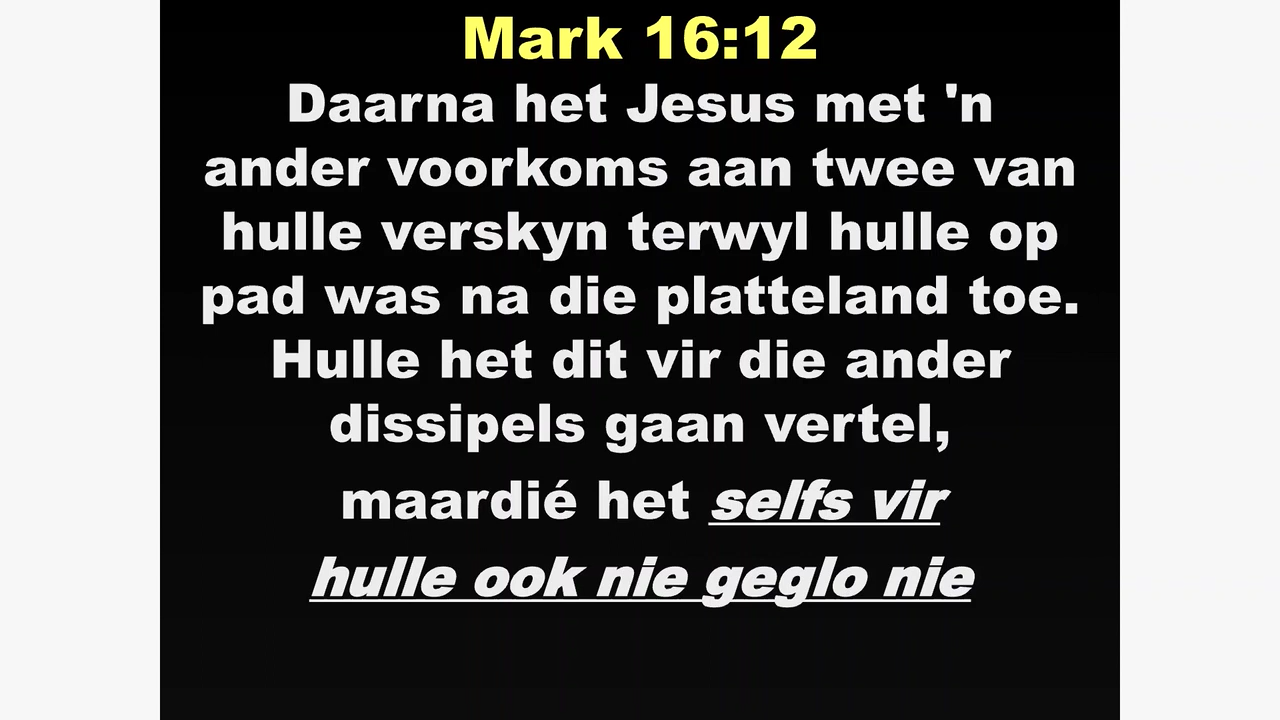 Mark 16:12
Daarna het Jesus met 'n
ander voorkoms aan twee van
hulle verskyn terwyl hulle op
pad was na die platteland toe.
Hulle het dit vir die ander
dissipels gaan vertel,
maardié het selfs vir
hulle ook nie geglo nie